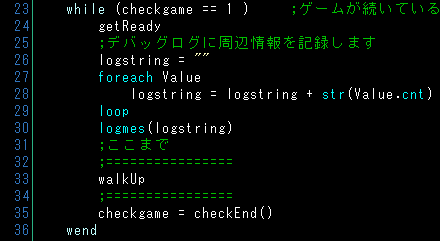 23 while (checkgame == 1 ) ;ゲームが続いている
24 getReady
25 ;デバッグログに周辺情報を記録します
26 logstring = ""
27 foreach Value
28 logstring = logstring + str(Value.cnt)
29 loop
30 logmes(logstring)
31 ;ここまで
32 ;===============
33 walkUp
34 ;===============
35 checkgame = checkEnd()
36 wend